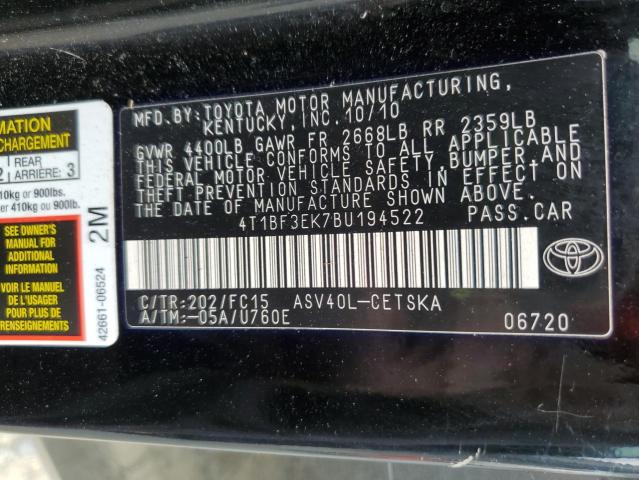 MATION
CHARGEMENT
2 REAR ARRIERE: 3
10kg or 900lbs.
er 410kg ou 900lb.
SEE OWNER'S
MANUAL FOR
ADDITIONAL
INFORMATION
VOIR LE MANUEL
DE L'USAGER
POUR PLUS DE
RENSEIGNEMENTS
2M
42661-06524
MFD.BY:TOYOTA MOTOR MANUFACTURING,
KENTUCKY,INC.10/10
GVWR 4400LB GAWR FR 2668LB RR 2359LB
THIS VEHICLE CONFORMS TO ALL APPLICABLE
FEDERAL MOTOR VEHICLE SAFETY,BUMPER,AND
THEFT PREVENTION STANDARDS IN EFFECT ON
THE DATE OF MANUFACTURE SHOWN ABOVE.
4T1BF3EK7BU194522 PASS.CAR
C/TR:202/FC15 ASV40L-CETSKA
A/TM:-05A/U760E
06720